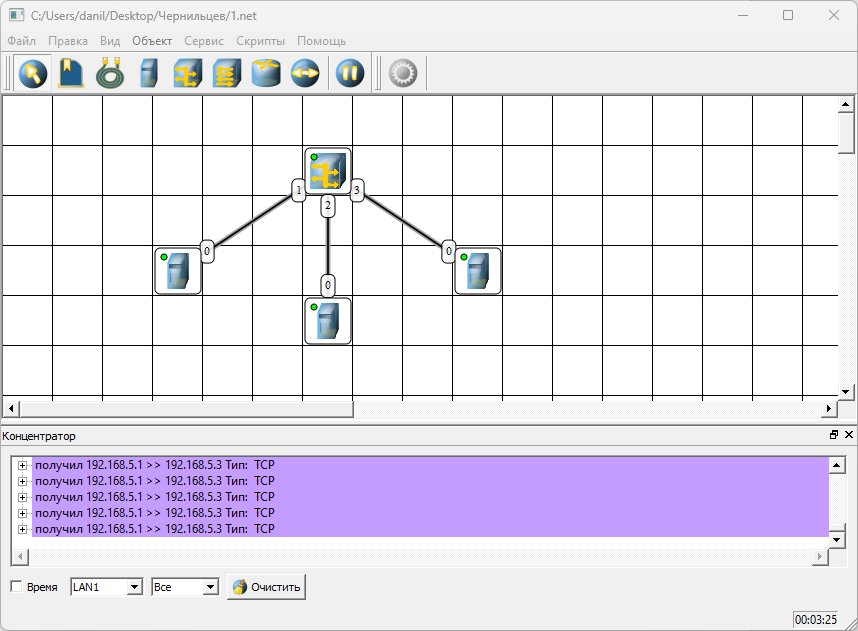 C:/Users/danil/Desktop/Чернильцев/1.net
Файл Правка Вид Объект Сервис Скрипты Помощь
1
3
2
0
0
0
Концентратор
получил 192.168.5.1 >> 192.168.5.3 Тип: TCP
получил 192.168.5.1 >> 192.168.5.3 Тип: TCP
получил 192.168.5.1 >> 192.168.5.3 Тип: TCP
получил 192.168.5.1 >> 192.168.5.3 Тип: TCP
получил 192.168.5.1 >> 192.168.5.3 Тип: TCP
Время LAN1 Все Очистить
00:03:25